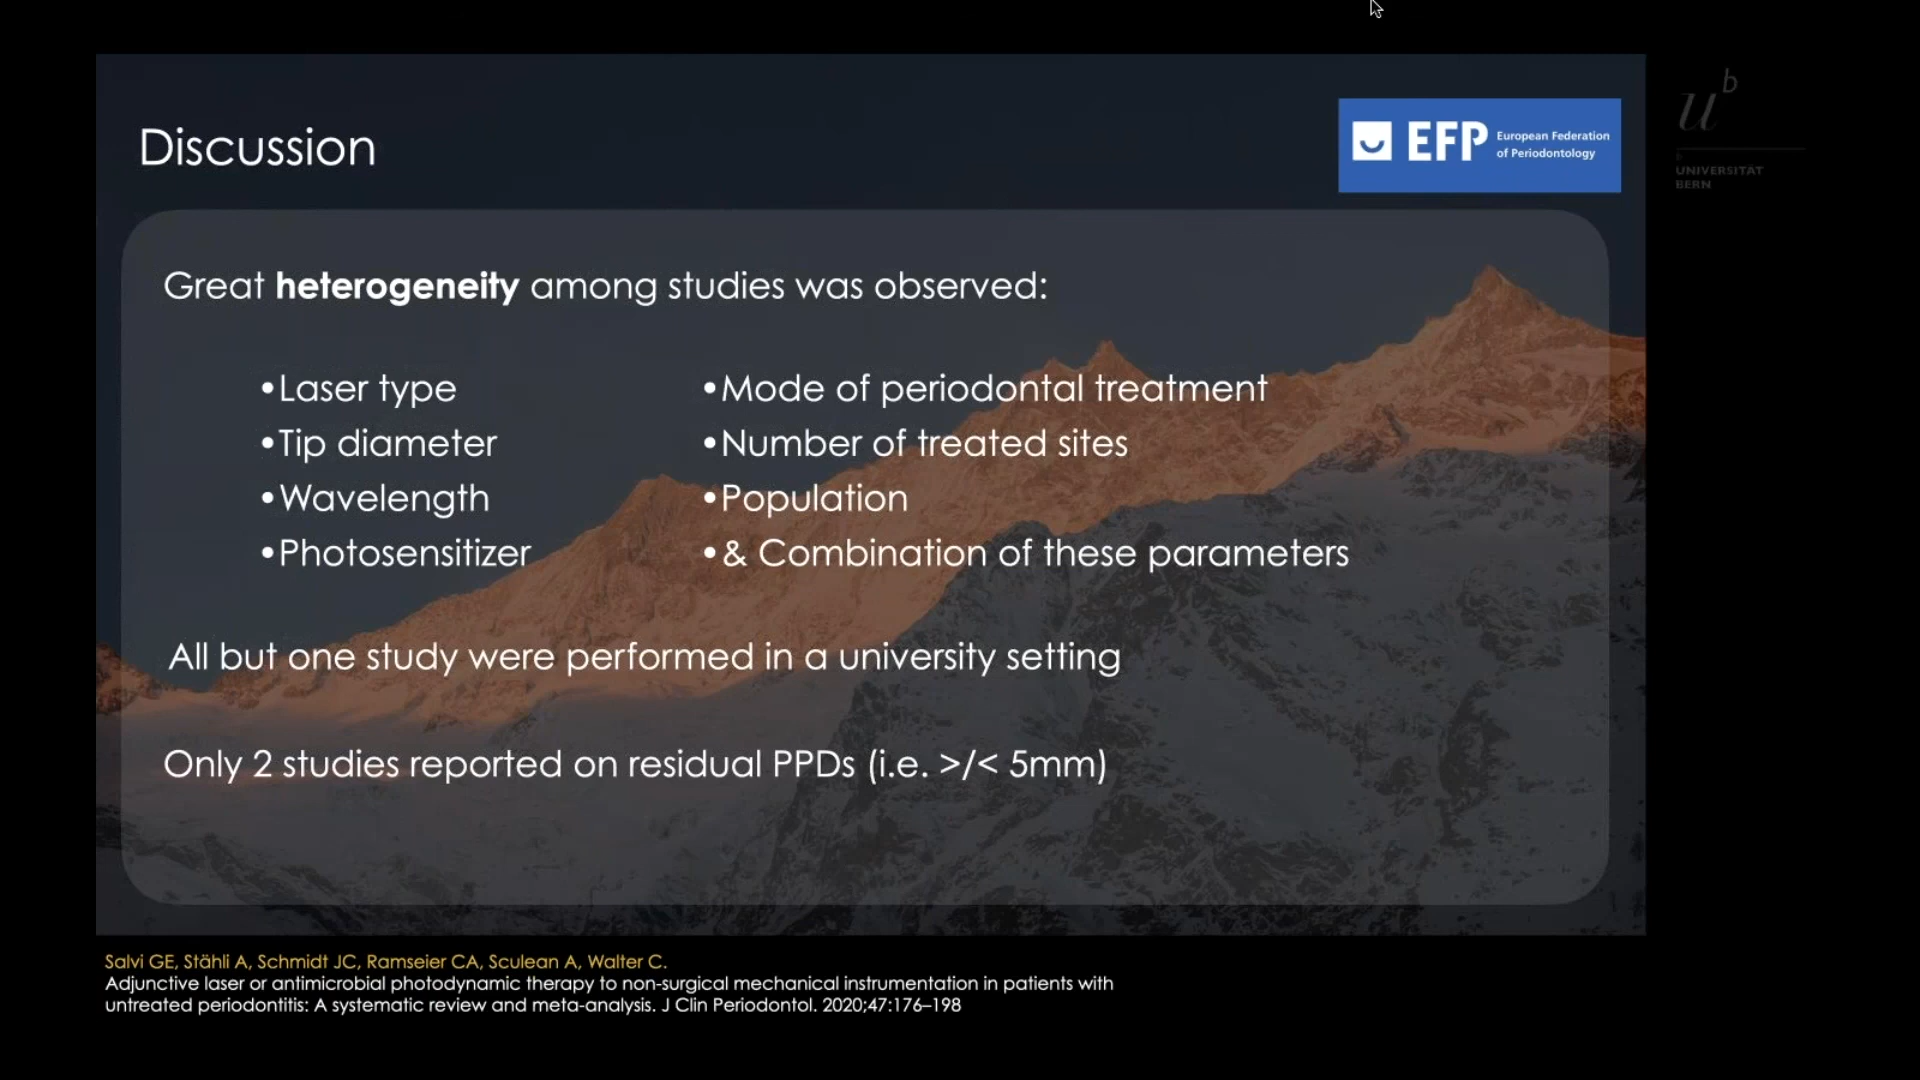 Discussion
EFP European Federation
of Periodontology
u b
b
UNIVERSITÄT
BERN
Great heterogeneity among studies was observed:
•Laser type
•Tip diameter
•Wavelength
•Photosensitizer
•Mode of periodontal treatment
•Number of treated sites
•Population
•& Combination of these parameters
All but one study were performed in a university setting
Only 2 studies reported on residual PPDs (i.e. >/< 5mm)
Salvi GE, Stähli A, Schmidt JC, Ramseier CA, Sculean A, Walter C.
Adjunctive laser or antimicrobial photodynamic therapy to non-surgical mechanical instrumentation in patients with
untreated periodontitis: A systematic review and meta-analysis. J Clin Periodontol. 2020;47:176–198